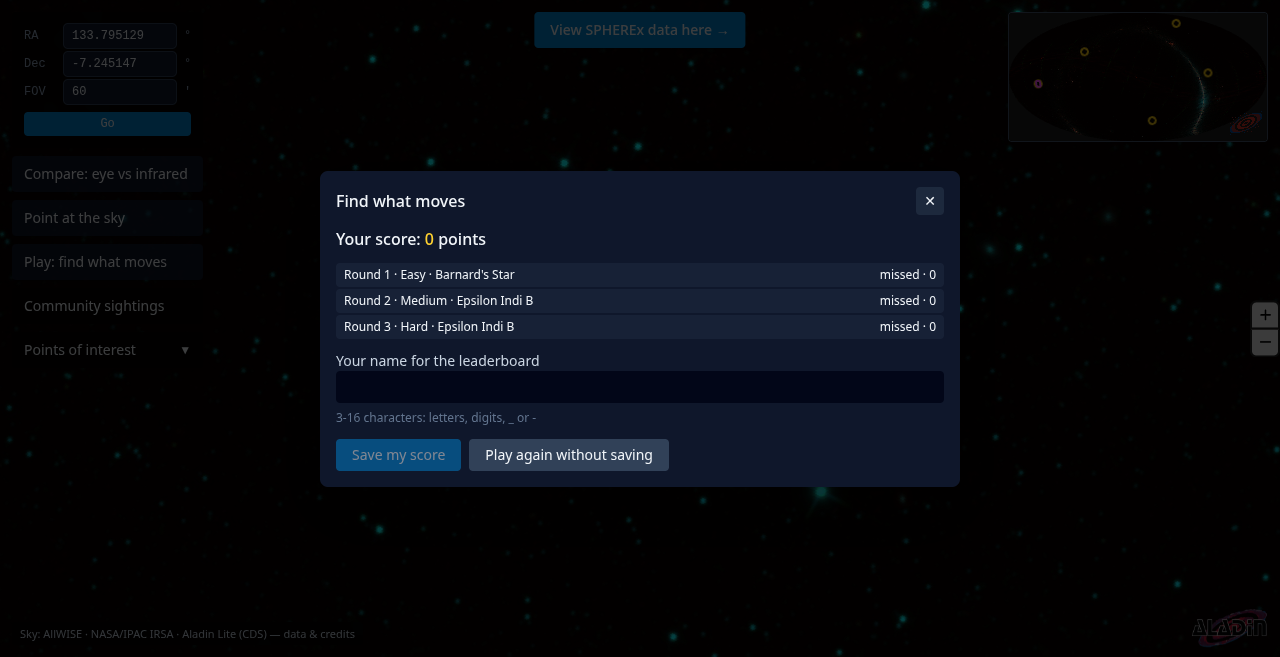 RA 133.795129 °
Dec -7.245147 °
FOV 60 '
Go
View SPHEREx data here →
Compare: eye vs infrared
Point at the sky
Play: find what moves
Community sightings
Points of interest ▼
Find what moves ×
Your score: 0 points
Round 1 · Easy · Barnard's Star missed · 0
Round 2 · Medium · Epsilon Indi B missed · 0
Round 3 · Hard · Epsilon Indi B missed · 0
Your name for the leaderboard
3-16 characters: letters, digits, _ or -
Save my score Play again without saving
+
−
Sky: AllWISE · NASA/IPAC IRSA · Aladin Lite (CDS) — data & credits
ALADIN